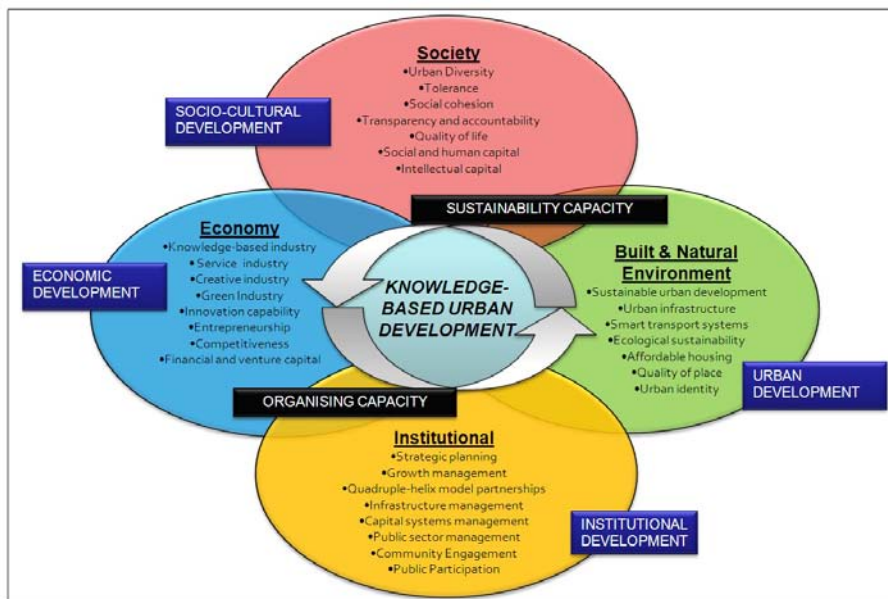 Society
•Urban Diversity
•Tolerance
•Social cohesion
•Transparency and accountability
•Quality of life
•Social and human capital
•Intellectual capital
SOCIO-CULTURAL
DEVELOPMENT
SUSTAINABILITY CAPACITY
Economy
•Knowledge-based industry
•Service industry
•Creative industry
•Green Industry
•Innovation capability
•Entrepreneurship
•Competitiveness
•Financial and venture capital
ECONOMIC
DEVELOPMENT
KNOWLEDGE-
BASED URBAN
DEVELOPMENT
Built & Natural
Environment
•Sustainable urban development
•Urban infrastructure
•Smart transport systems
•Ecological sustainability
•Affordable housing
•Quality of place
•Urban identity
URBAN
DEVELOPMENT
ORGANISING CAPACITY
Institutional
•Strategic planning
•Growth management
•Quadruple-helix model partnerships
•Infrastructure management
•Capital systems management
•Public sector management
•Community Engagement
•Public Participation
INSTITUTIONAL
DEVELOPMENT